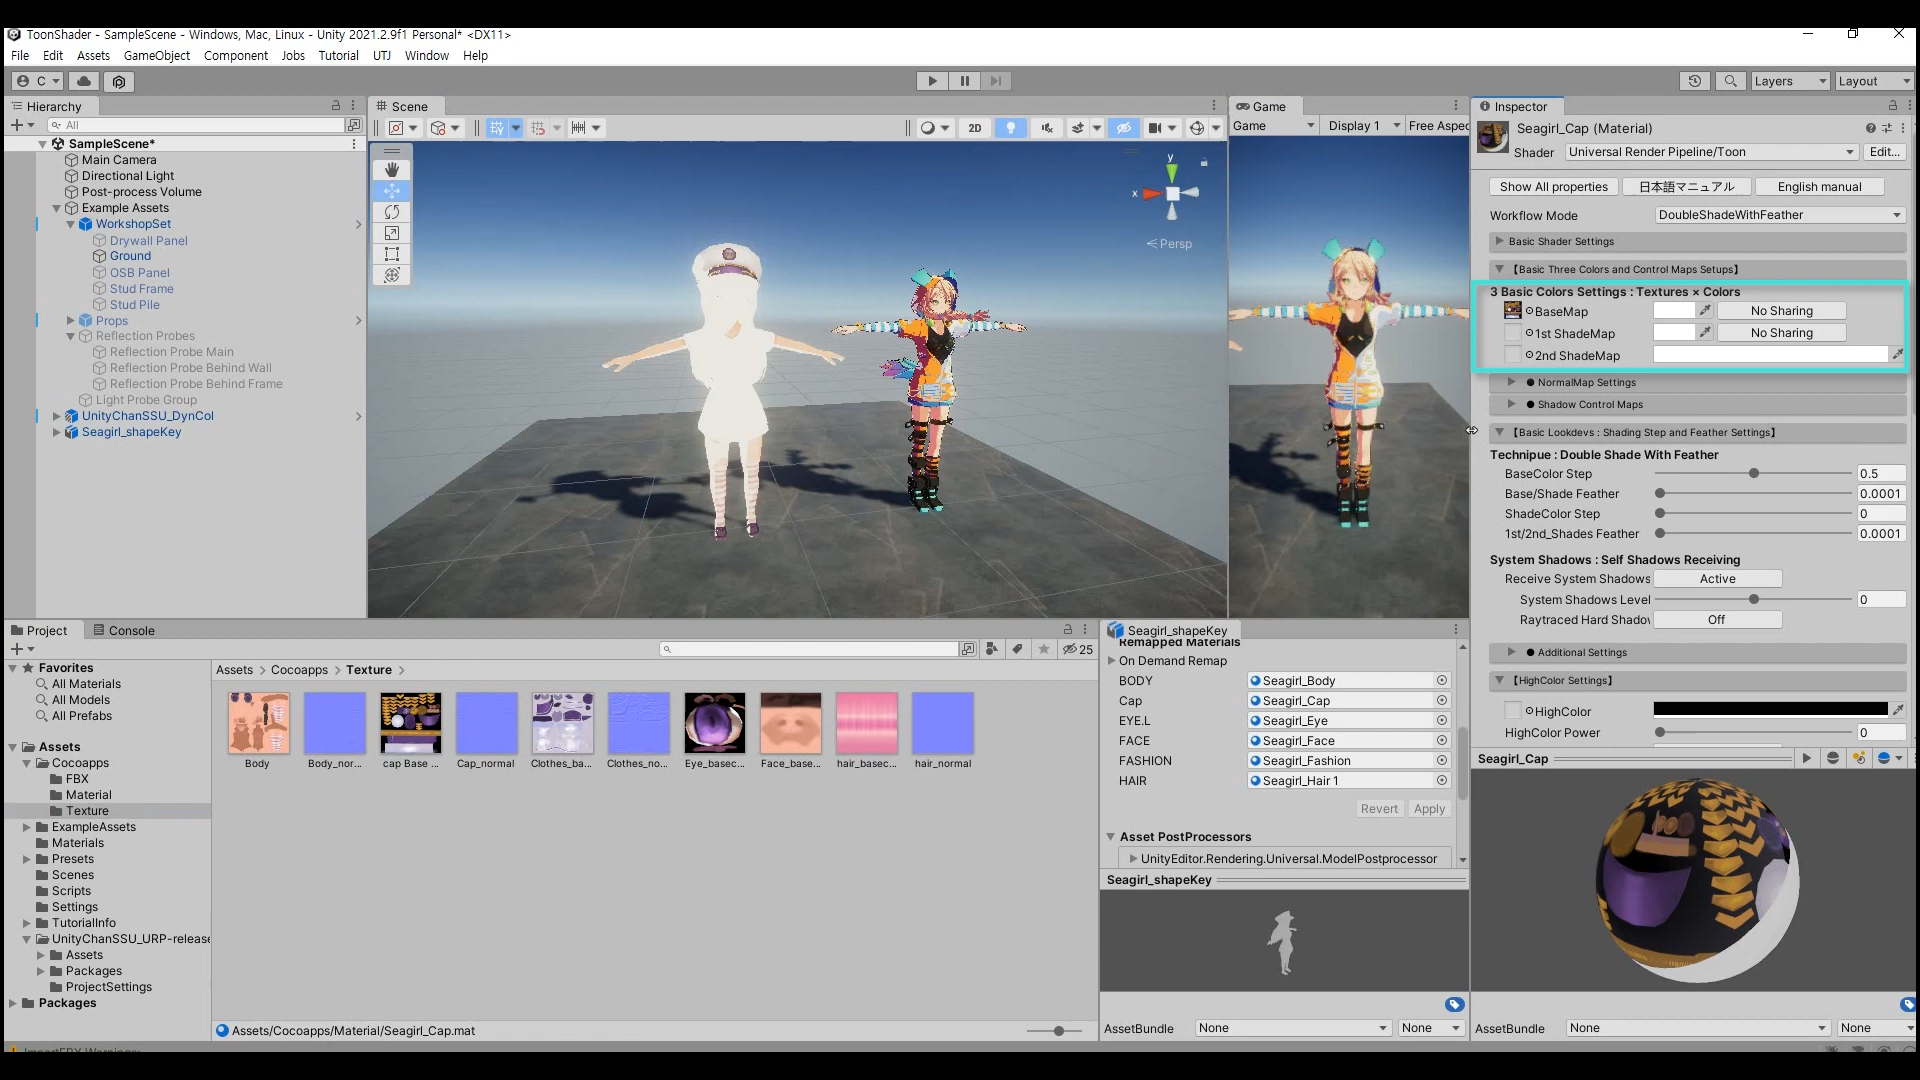 ToonShader - SampleScene - Windows, Mac, Linux - Unity 2021.2.9f1 Personal* <DX11>
File Edit Assets GameObject Component Jobs Tutorial UTJ Window Help
C
Layers
Layout
Hierarchy
All
SampleScene*
Main Camera
Directional Light
Post-process Volume
Example Assets
WorkshopSet
Drywall Panel
Ground
OSB Panel
Stud Frame
Stud Pile
Props
Reflection Probes
Reflection Probe Main
Reflection Probe Behind Wall
Reflection Probe Behind Frame
Light Probe Group
UnityChanSSU_DynCol
Seagirl_shapeKey
Scene
2D
y
x
Persp
Game
Game Display 1 Free Aspec
Inspector
Seagirl_Cap (Material)
Shader Universal Render Pipeline/Toon Edit...
Show All properties 日本語マニュアル English manual
Workflow Mode DoubleShadeWithFeather
Basic Shader Settings
【Basic Three Colors and Control Maps Setups】
3 Basic Colors Settings : Textures × Colors
BaseMap No Sharing
1st ShadeMap No Sharing
2nd ShadeMap
● NormalMap Settings
● Shadow Control Maps
【Basic Lookdevs : Shading Step and Feather Settings】
Technipue : Double Shade With Feather
BaseColor Step 0.5
Base/Shade Feather 0.0001
ShadeColor Step 0
1st/2nd_Shades Feather 0.0001
System Shadows : Self Shadows Receiving
Receive System Shadows Active
System Shadows Level 0
Raytraced Hard Shadov Off
● Additional Settings
【HighColor Settings】
HighColor
HighColor Power 0
Seagirl_Cap
AssetBundle None None
Project
Console
25
Favorites
All Materials
All Models
All Prefabs
Assets
Cocoapps
FBX
Material
Texture
ExampleAssets
Materials
Presets
Scenes
Scripts
Settings
TutorialInfo
UnityChanSSU_URP-release
Assets
Packages
ProjectSettings
Packages
Assets > Cocoapps > Texture >
Body Body_nor... cap Base ... Cap_normal Clothes_ba... Clothes_no... Eye_basec... Face_base... hair_basec... hair_normal
Assets/Cocoapps/Material/Seagirl_Cap.mat
Seagirl_shapeKey
Remapped Materials
On Demand Remap
BODY Seagirl_Body
Cap Seagirl_Cap
EYE.L Seagirl_Eye
FACE Seagirl_Face
FASHION Seagirl_Fashion
HAIR Seagirl_Hair 1
Revert Apply
Asset PostProcessors
UnityEditor.Rendering.Universal.ModelPostprocessor
Seagirl_shapeKey
AssetBundle None None